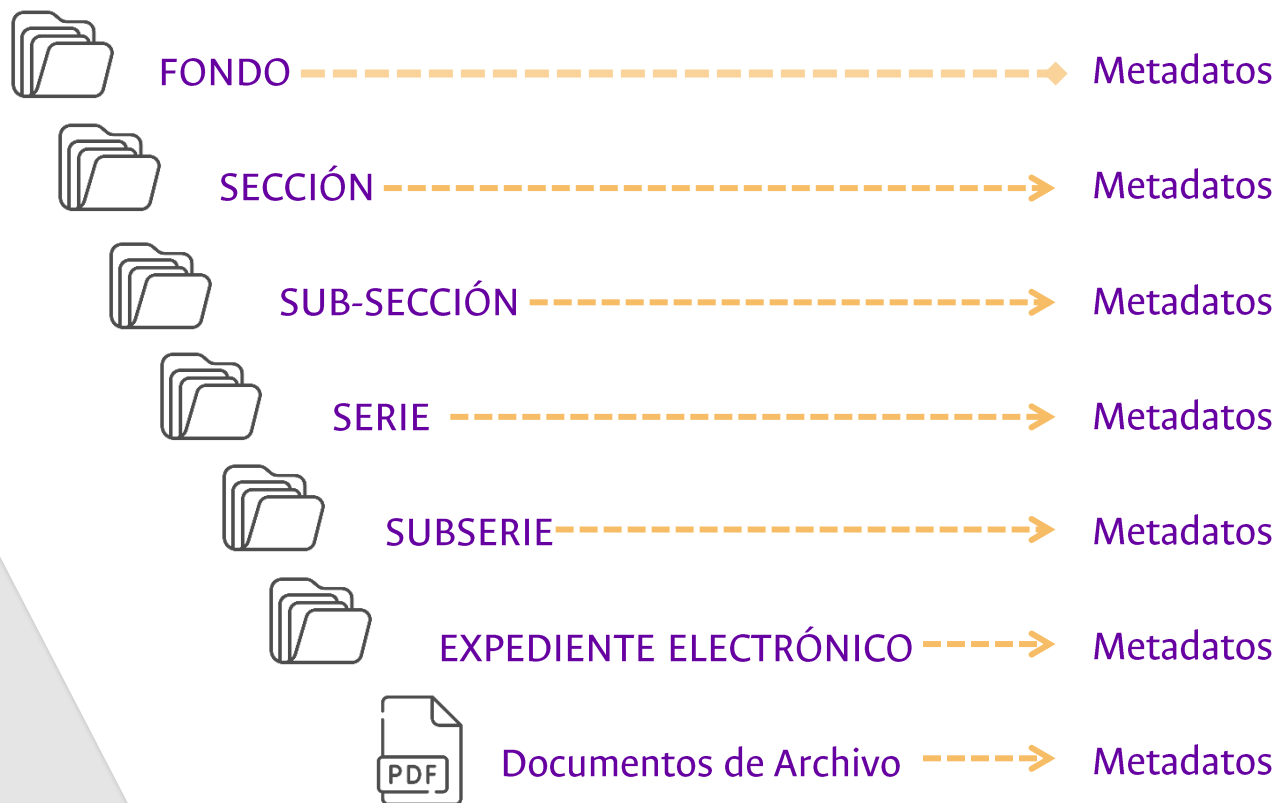 FONDO Metadatos
SECCIÓN Metadatos
SUB-SECCIÓN Metadatos
SERIE Metadatos
SUBSERIE Metadatos
EXPEDIENTE ELECTRÓNICO Metadatos
PDF Documentos de Archivo Metadatos